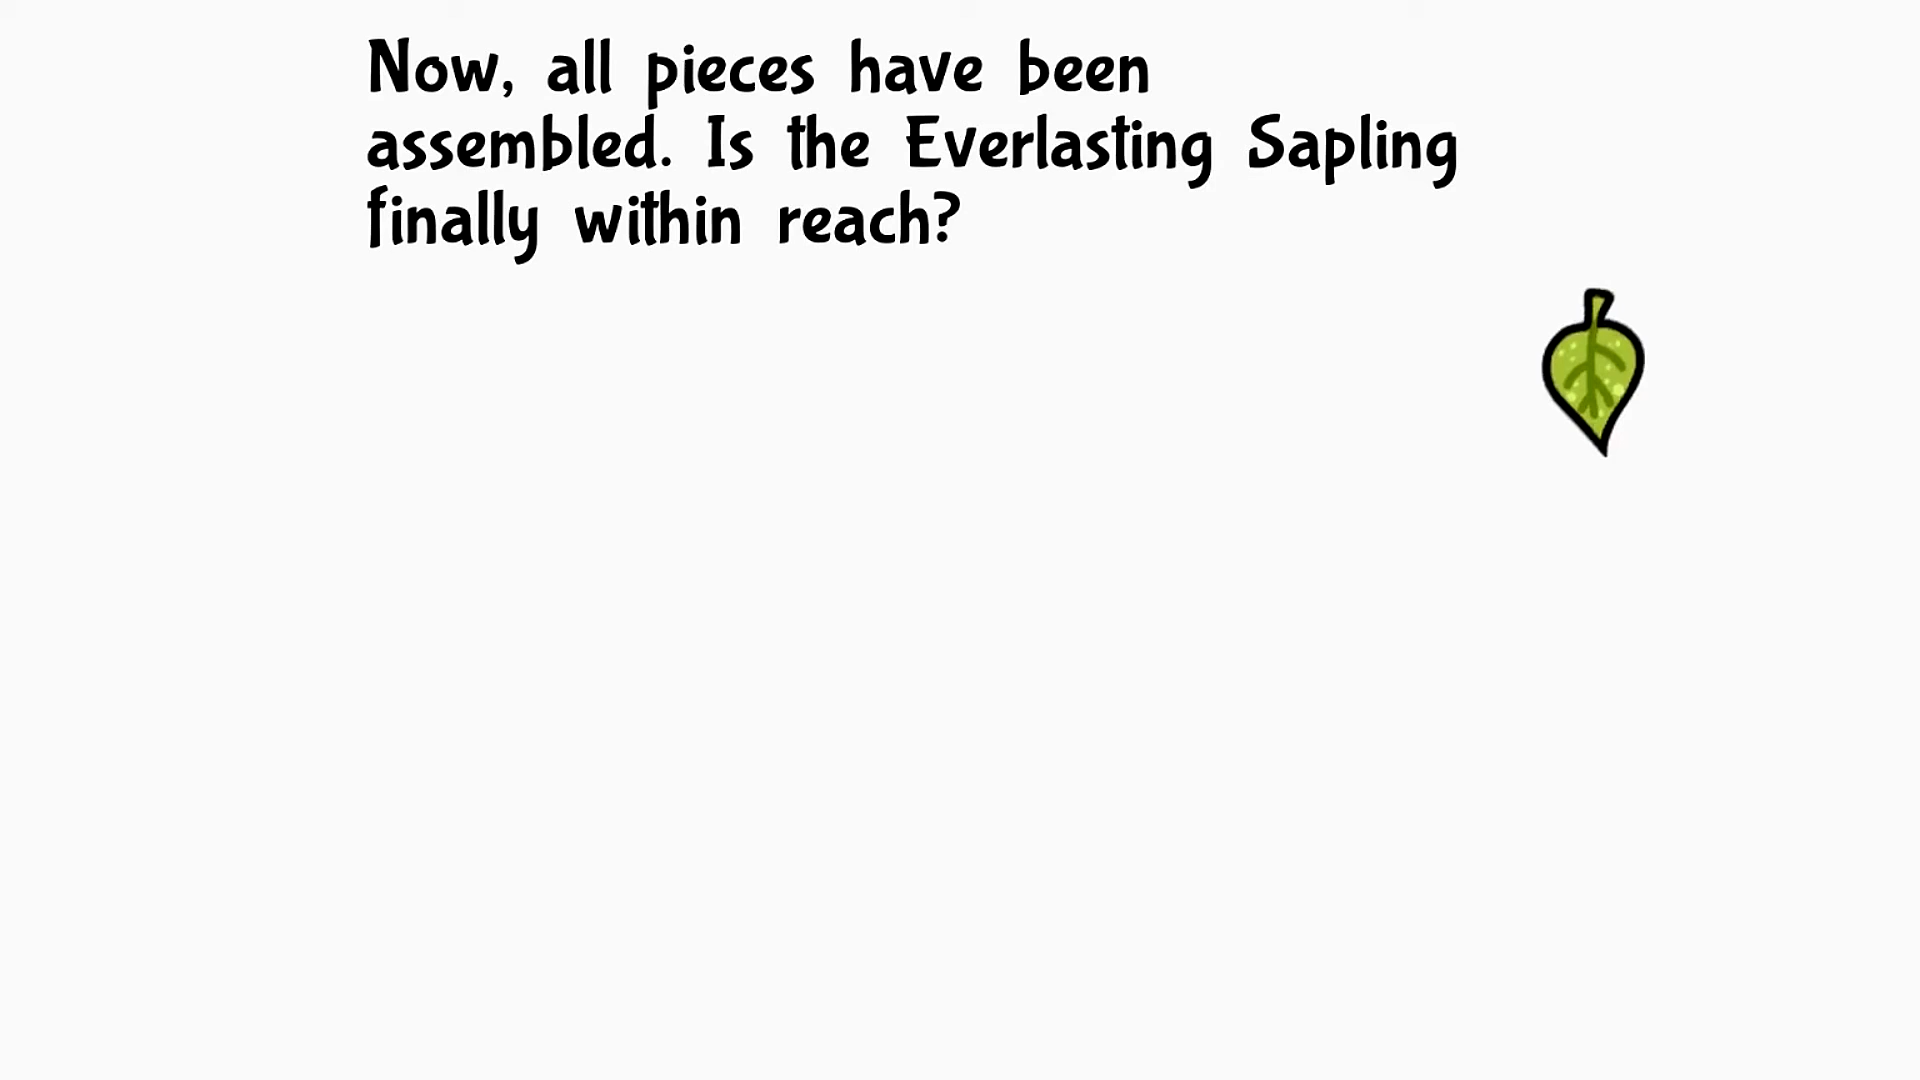 Now, all pieces have been
assembled. Is the Everlasting Sapling
finally within reach?